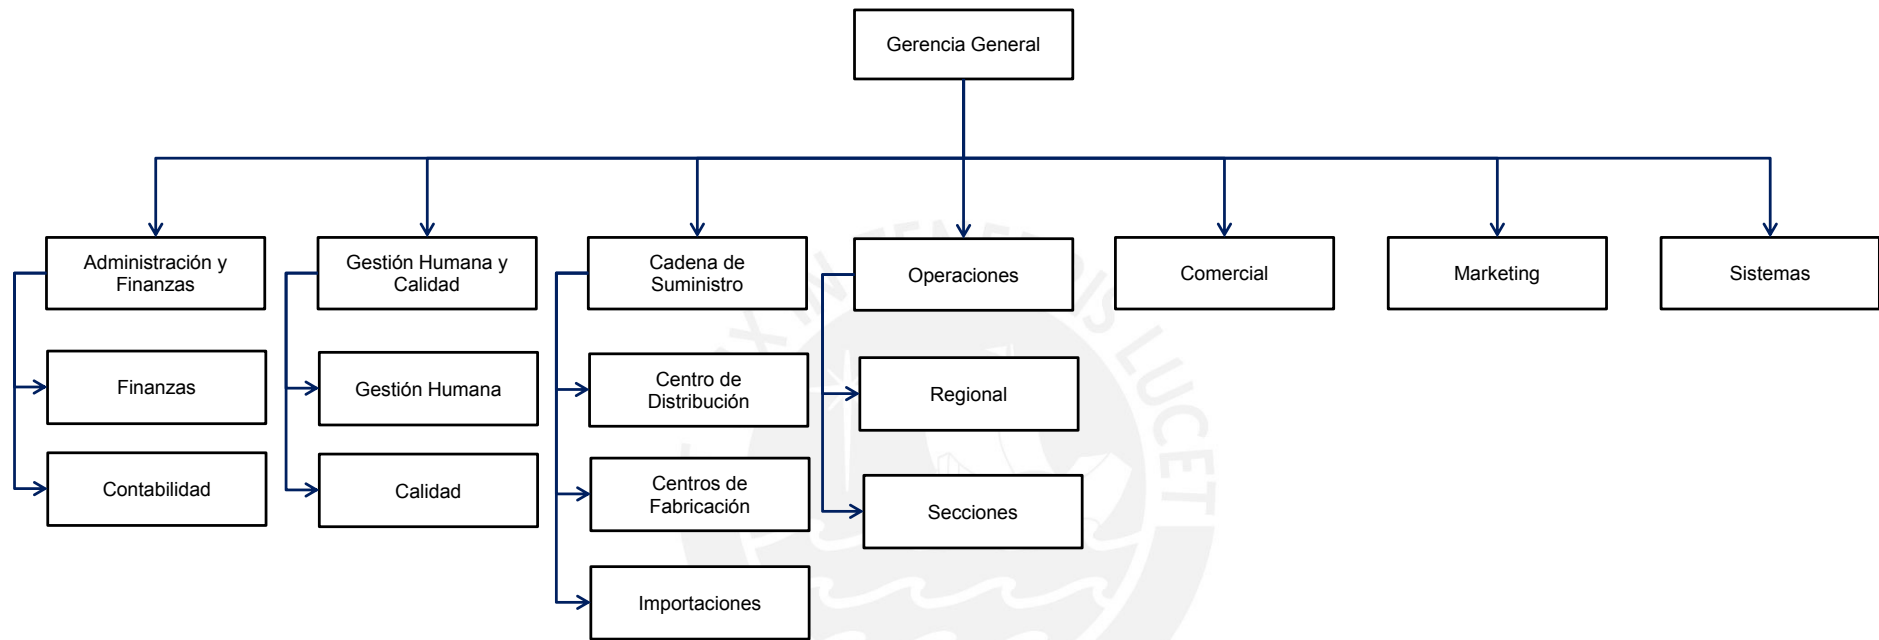 Gerencia General
Administración y
Finanzas
Gestión Humana y
Calidad
Cadena de
Suministro
Operaciones
Comercial
Marketing
Sistemas
Finanzas
Gestión Humana
Centro de
Distribución
Regional
Contabilidad
Calidad
Centros de
Fabricación
Secciones
Importaciones
LUCET